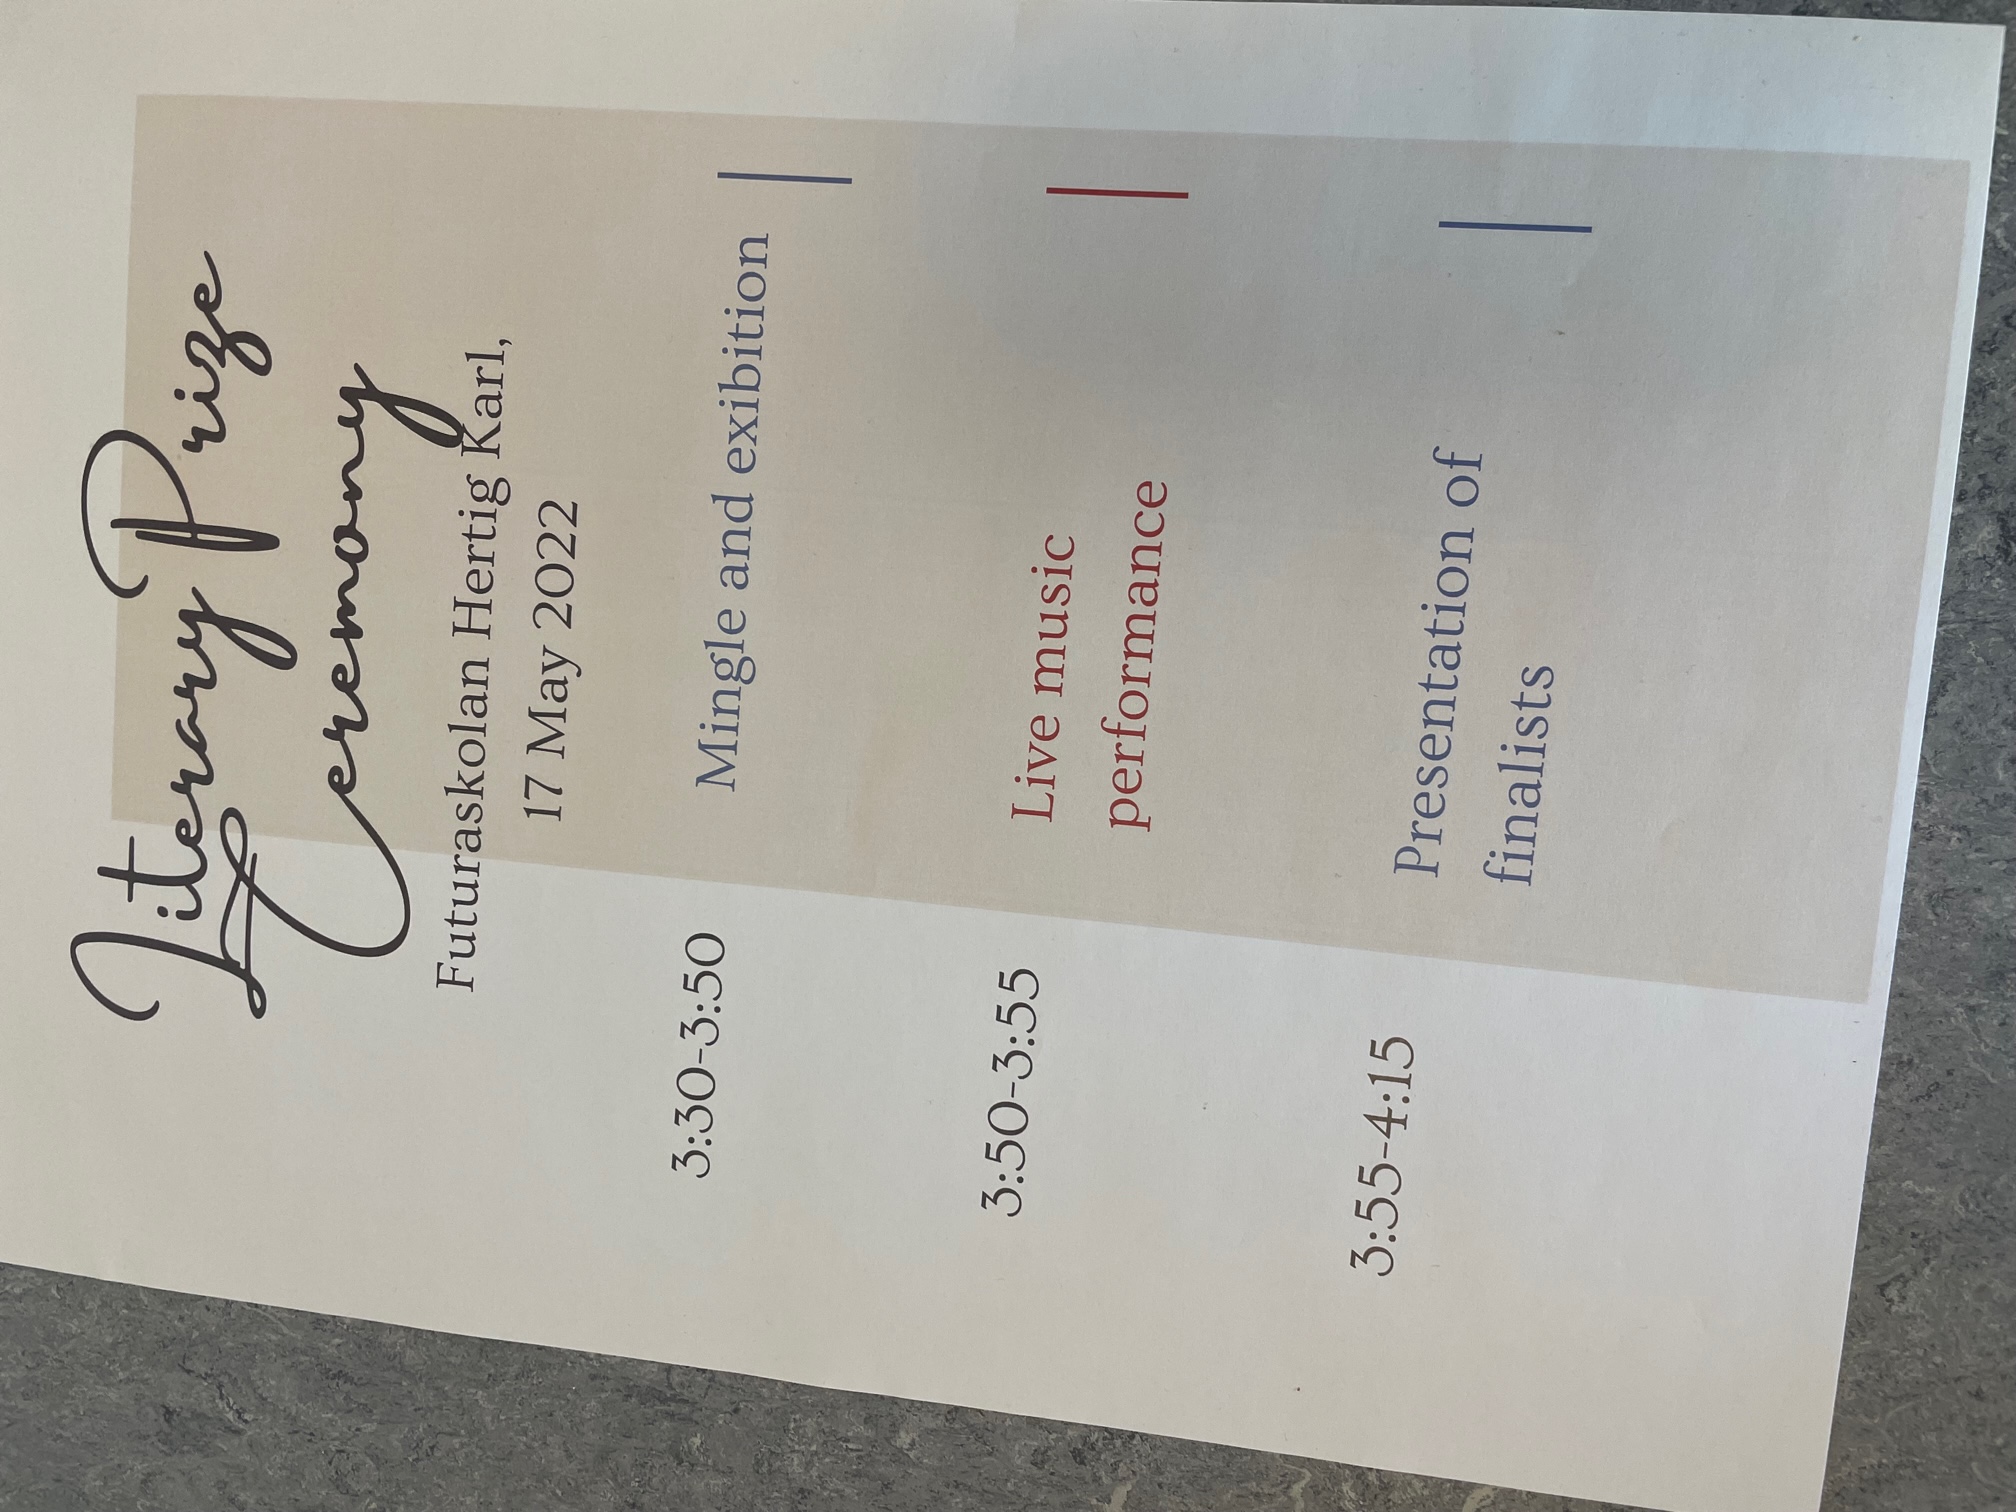 Literary Prize
Ceremony
Futuraskolan Hertig Karl,
17 May 2022
3:30-3:50
Mingle and exibition
3:50-3:55
Live music
performance
3:55-4:15
Presentation of
finalists